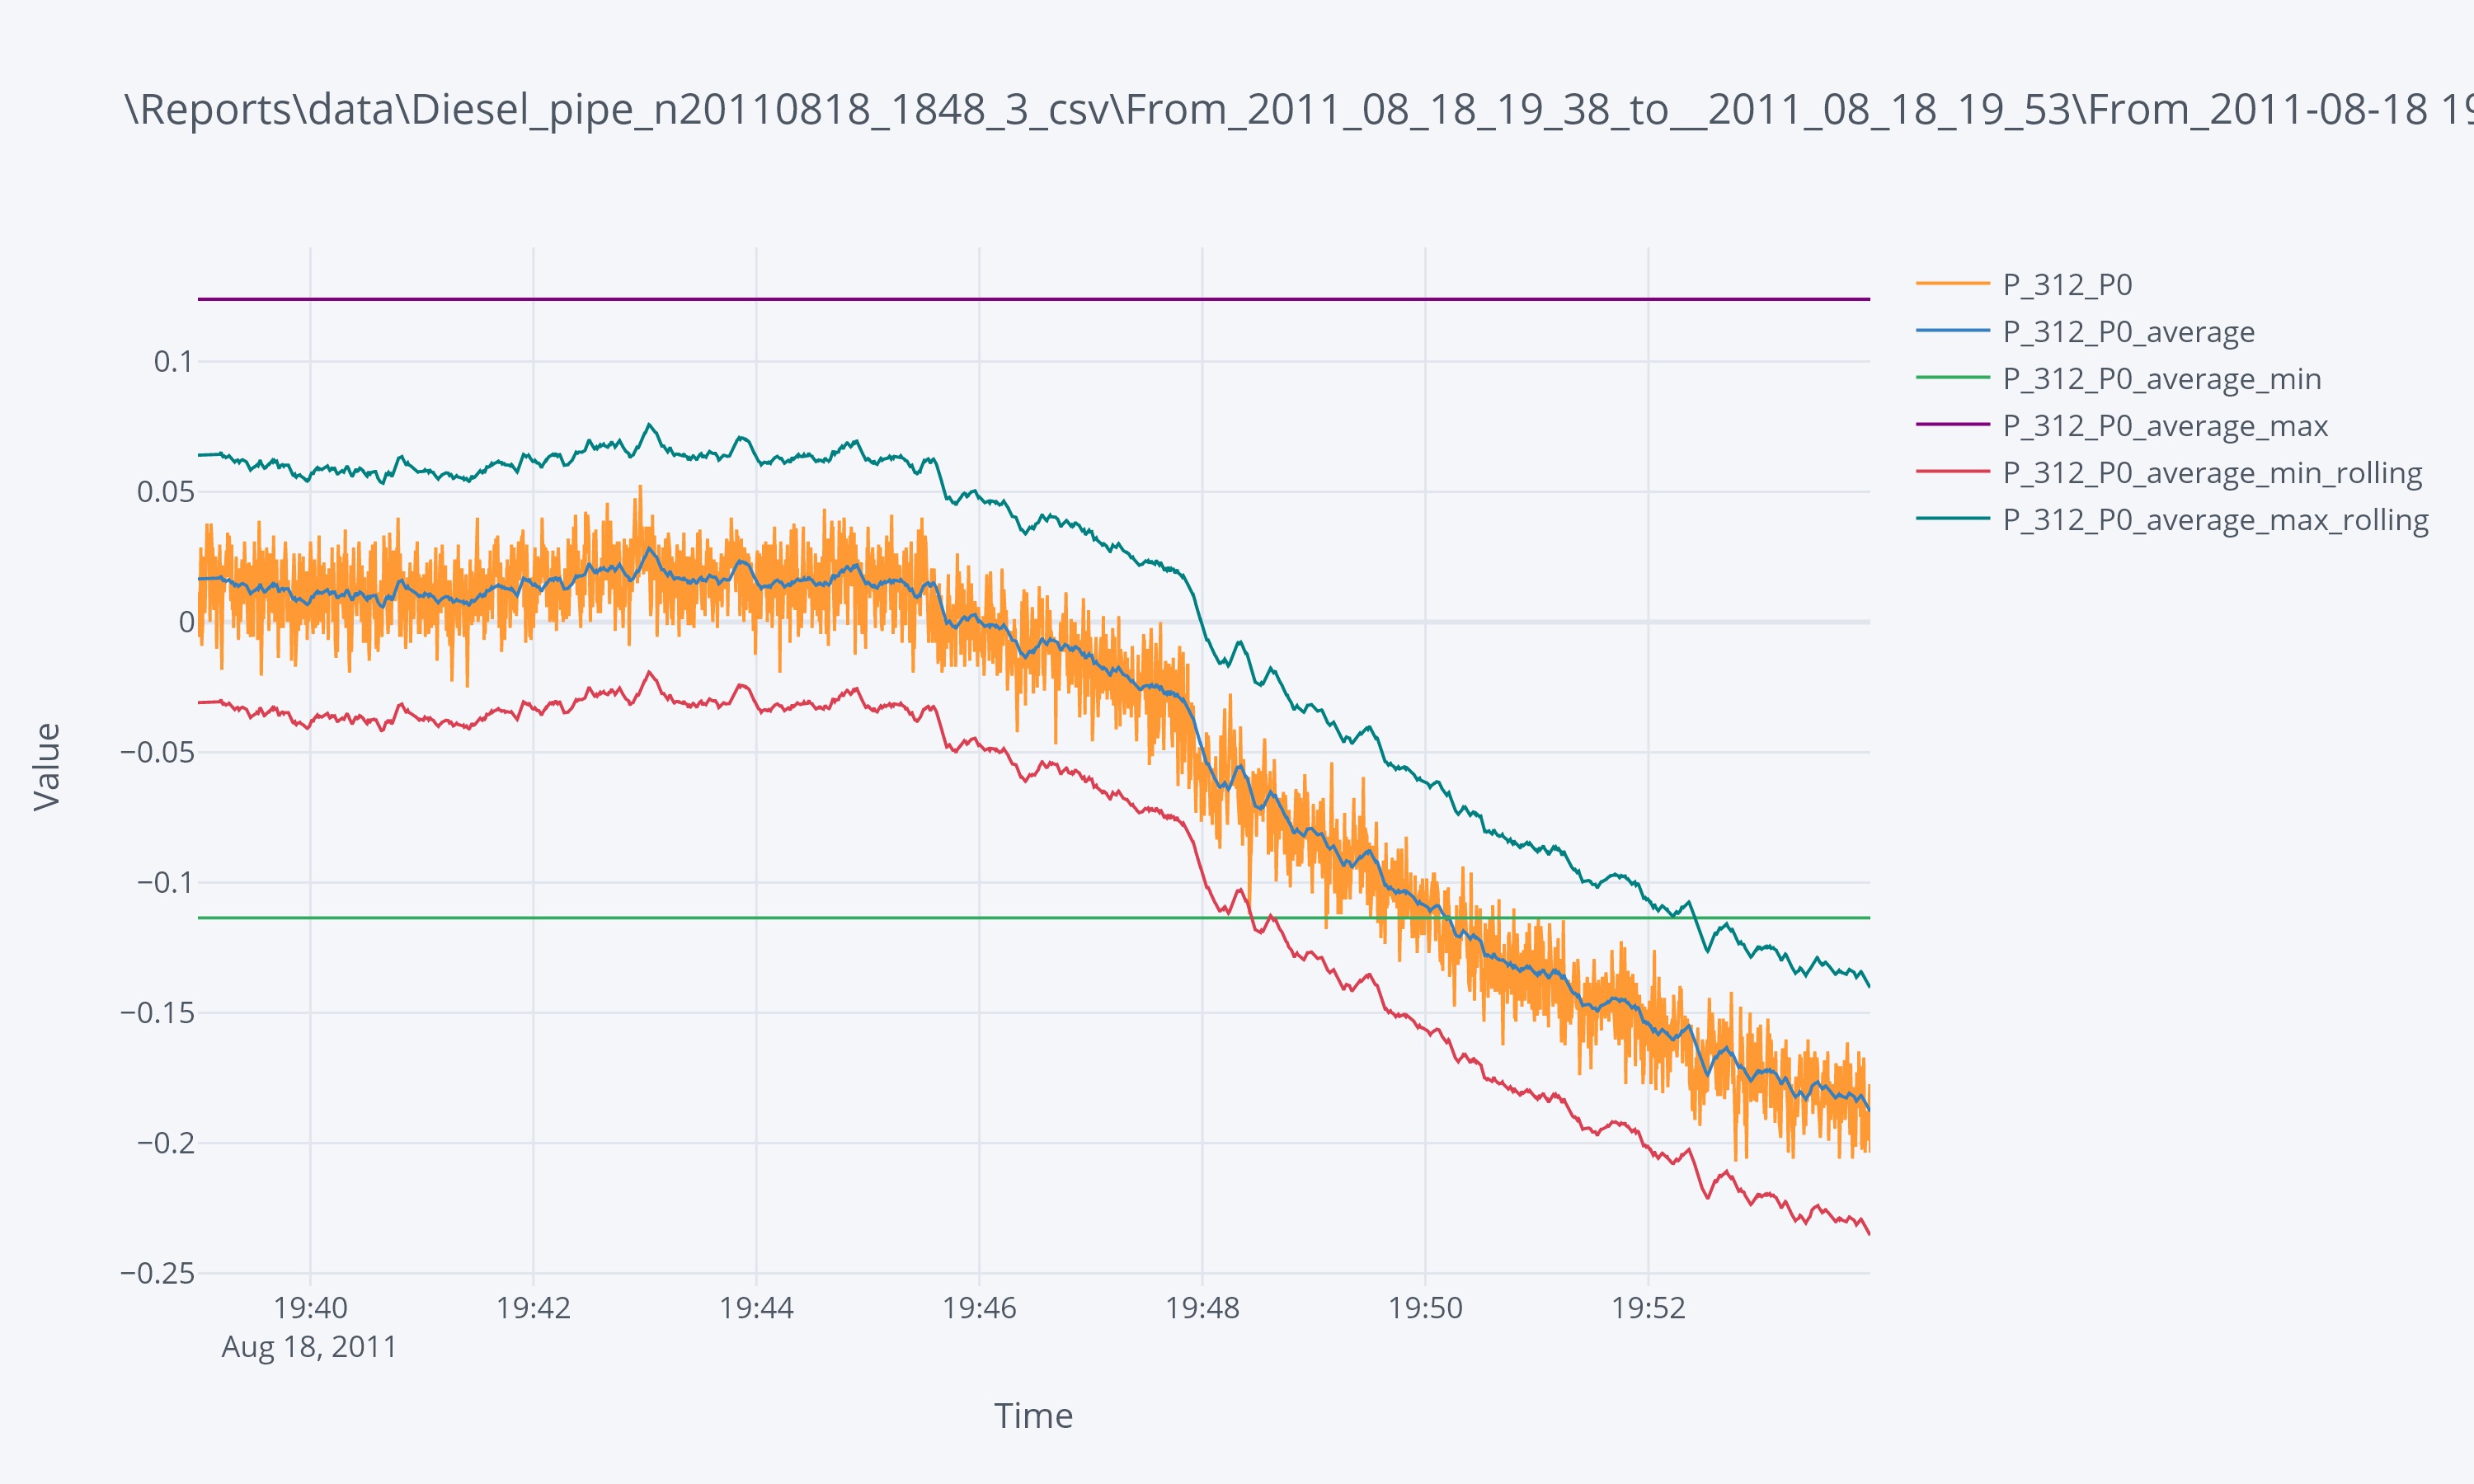 \Reports\data\Diesel_pipe_n20110818_1848_3_csv\From_2011_08_18_19_38_to__2011_08_18_19_53\From_2011-08-18 19
P_312_P0
P_312_P0_average
P_312_P0_average_min
P_312_P0_average_max
P_312_P0_average_min_rolling
P_312_P0_average_max_rolling
Value
0.1
0.05
0
−0.05
−0.1
−0.15
−0.2
−0.25
19:40 19:42 19:44 19:46 19:48 19:50 19:52
Aug 18, 2011
Time